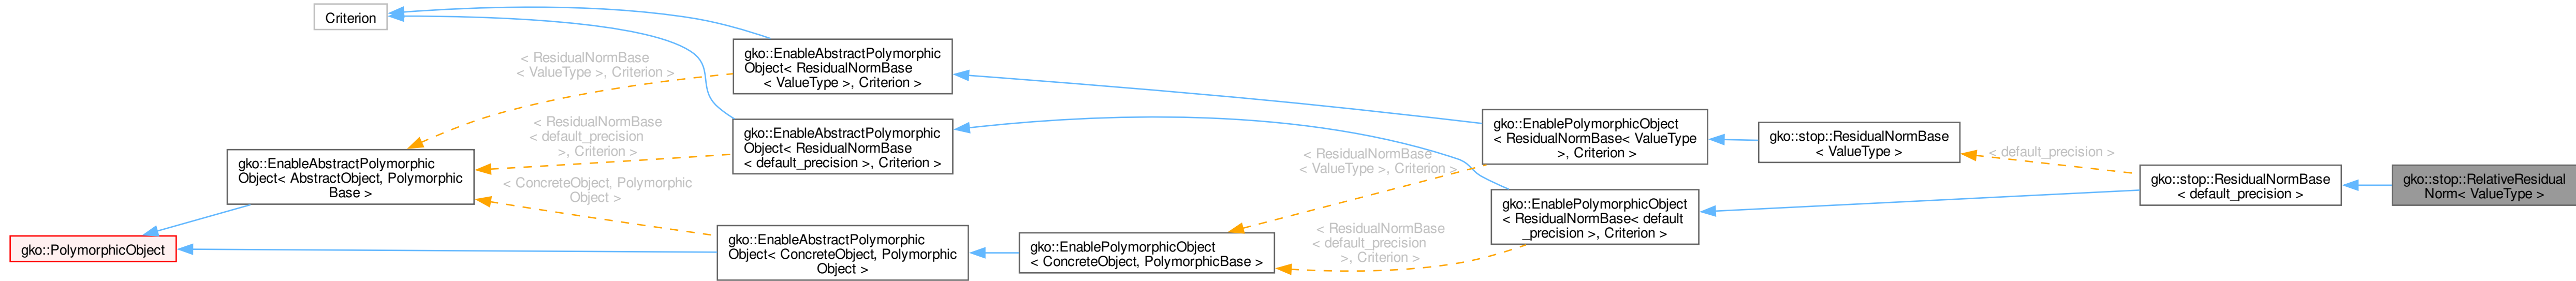 Criterion
gko::EnableAbstractPolymorphic
Object< ResidualNormBase
< ValueType >, Criterion >
< ResidualNormBase
< ValueType >, Criterion >
gko::EnableAbstractPolymorphic
Object< ResidualNormBase
< default_precision >, Criterion >
< ResidualNormBase
< default_precision
>, Criterion >
gko::EnableAbstractPolymorphic
Object< AbstractObject, Polymorphic
Base >
< ConcreteObject, Polymorphic
Object >
gko::PolymorphicObject
gko::EnableAbstractPolymorphic
Object< ConcreteObject, Polymorphic
Object >
gko::EnablePolymorphicObject
< ConcreteObject, PolymorphicBase >
< ResidualNormBase
< ValueType >, Criterion >
< ResidualNormBase
< default_precision
>, Criterion >
gko::EnablePolymorphicObject
< ResidualNormBase< ValueType
>, Criterion >
gko::EnablePolymorphicObject
< ResidualNormBase< default
_precision >, Criterion >
gko::stop::ResidualNormBase
< ValueType >
< default_precision >
gko::stop::ResidualNormBase
< default_precision >
gko::stop::RelativeResidual
Norm< ValueType >